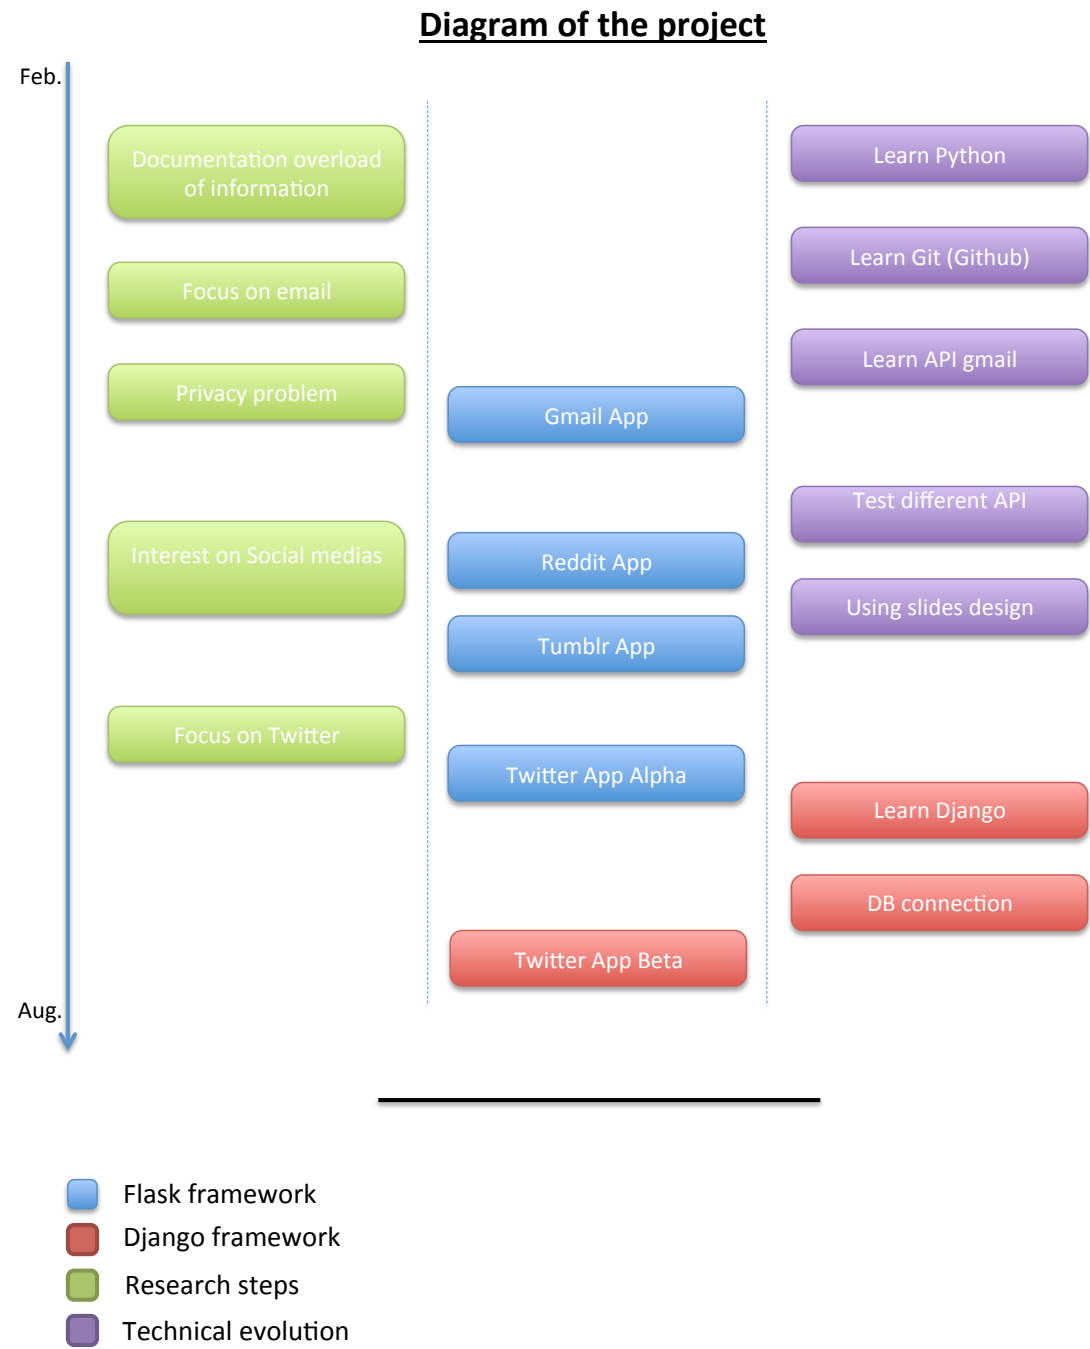 Diagram of the project
Feb.
Documentation overload
of information
Focus on email
Privacy problem
Interest on Social medias
Focus on Twitter
Gmail App
Reddit App
Tumblr App
Twitter App Alpha
Twitter App Beta
Learn Python
Learn Git (Github)
Learn API gmail
Test different API
Using slides design
Learn Django
DB connection
Aug.
Flask framework
Django framework
Research steps
Technical evolution